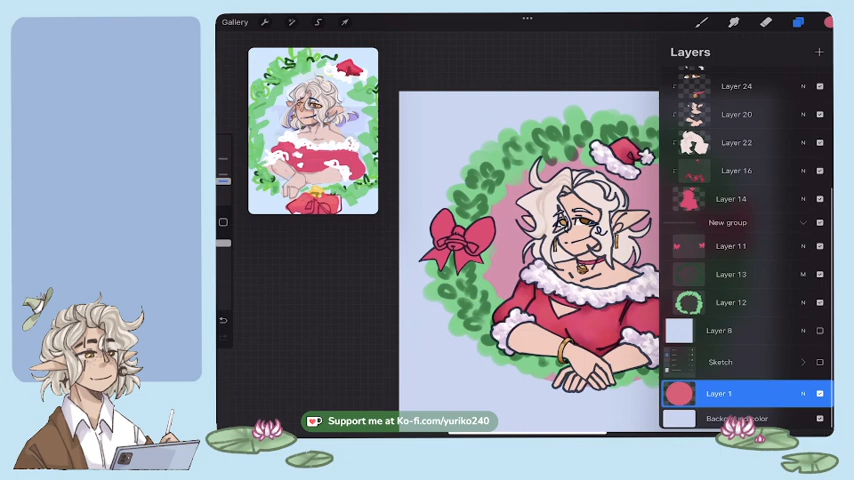 Gallery
Layers
Layer 24
N
Layer 20
N
Layer 22
N
Layer 16
N
Layer 14
N
New group
Layer 11
N
Layer 13
M
Layer 12
N
Layer 8
N
Sketch
Layer 1
N
Support me at Ko-fi.com/yuriko240